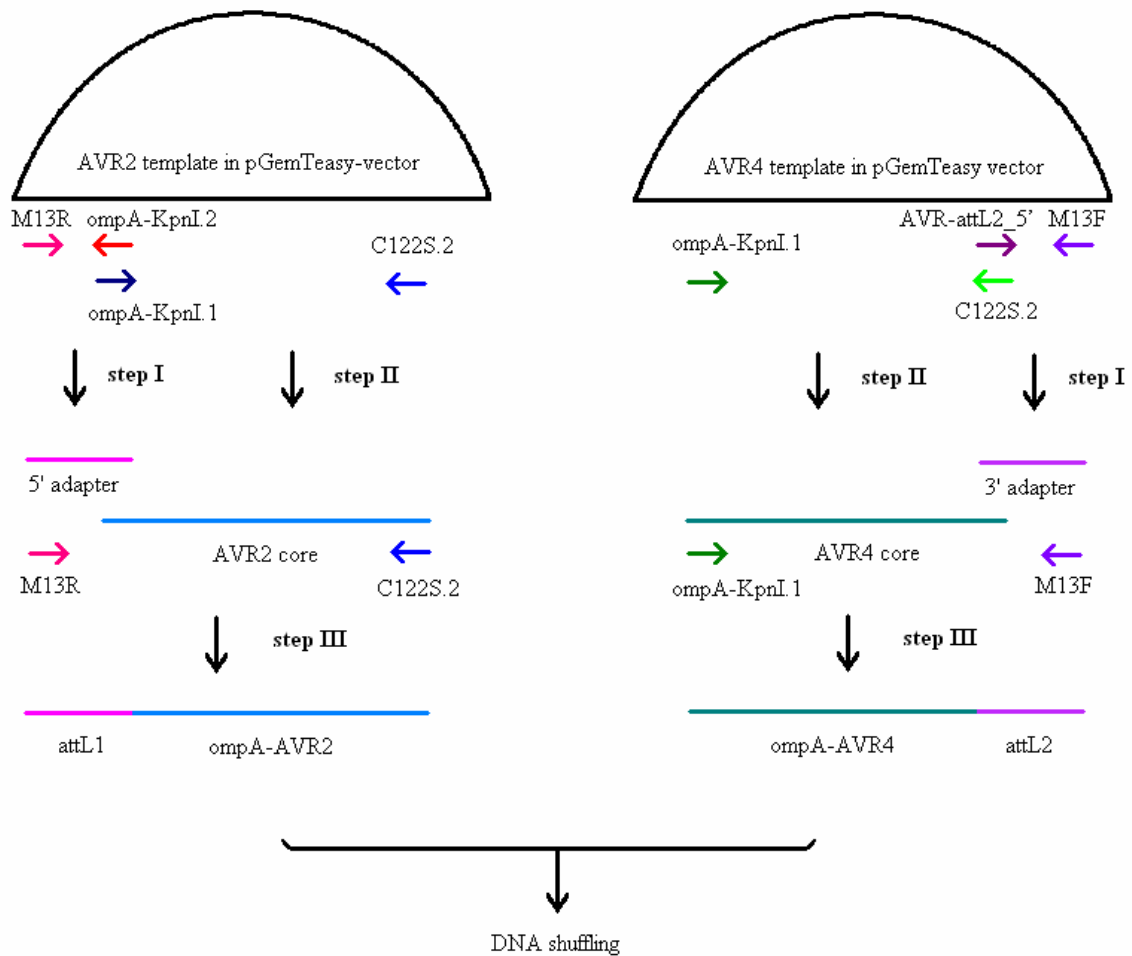 AVR2 template in pGemTeasy-vector
AVR4 template in pGemTeasy vector
M13R ompA-KpnI.2
C122S.2
ompA-KpnI.1
ompA-KpnI.1
AVR-attL2_5' M13F
C122S.2
step I
step II
step II
step I
5' adapter
3' adapter
AVR2 core
AVR4 core
M13R
C122S.2
ompA-KpnI.1
M13F
step III
step III
attL1
ompA-AVR2
ompA-AVR4
attL2
DNA shuffling